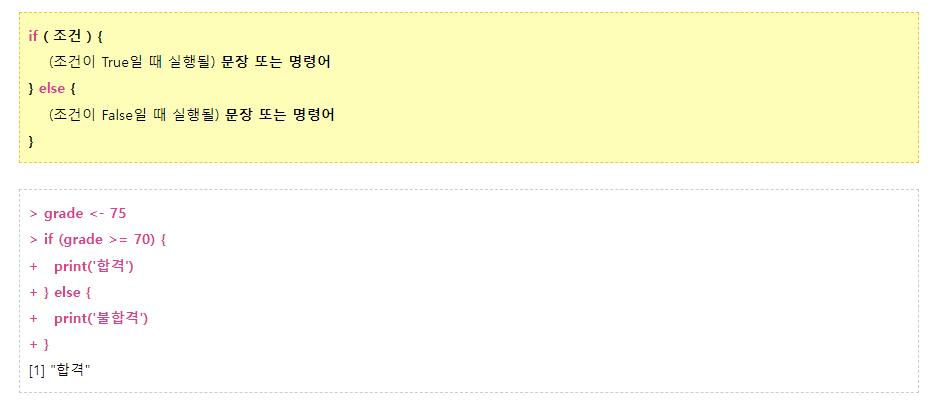 if ( 조건 ) {
(조건이 True일 때 실행될) 문장 또는 명령어
} else {
(조건이 False일 때 실행될) 문장 또는 명령어
}
> grade <- 75
> if (grade >= 70) {
+   print('합격')
+ } else {
+   print('불합격')
+ }
[1] "합격"